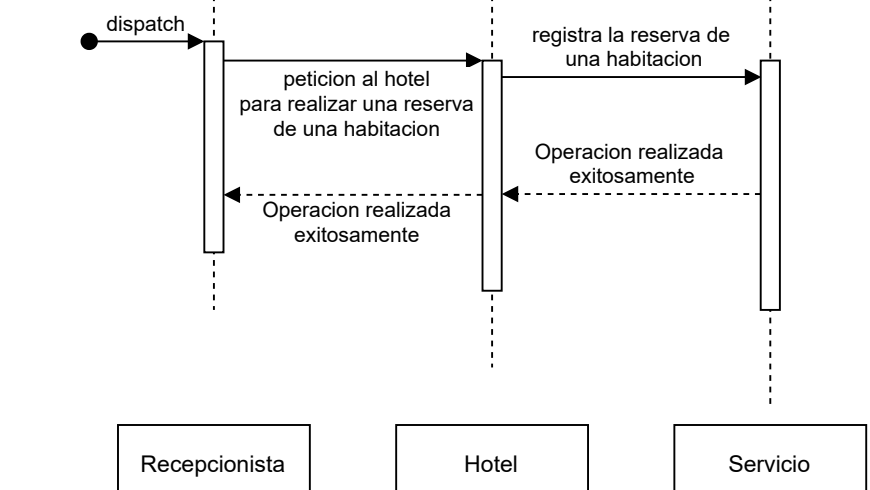 dispatch
registra la reserva de
una habitacion
peticion al hotel
para realizar una reserva
de una habitacion
Operacion realizada
exitosamente
Operacion realizada
exitosamente
Recepcionista
Hotel
Servicio